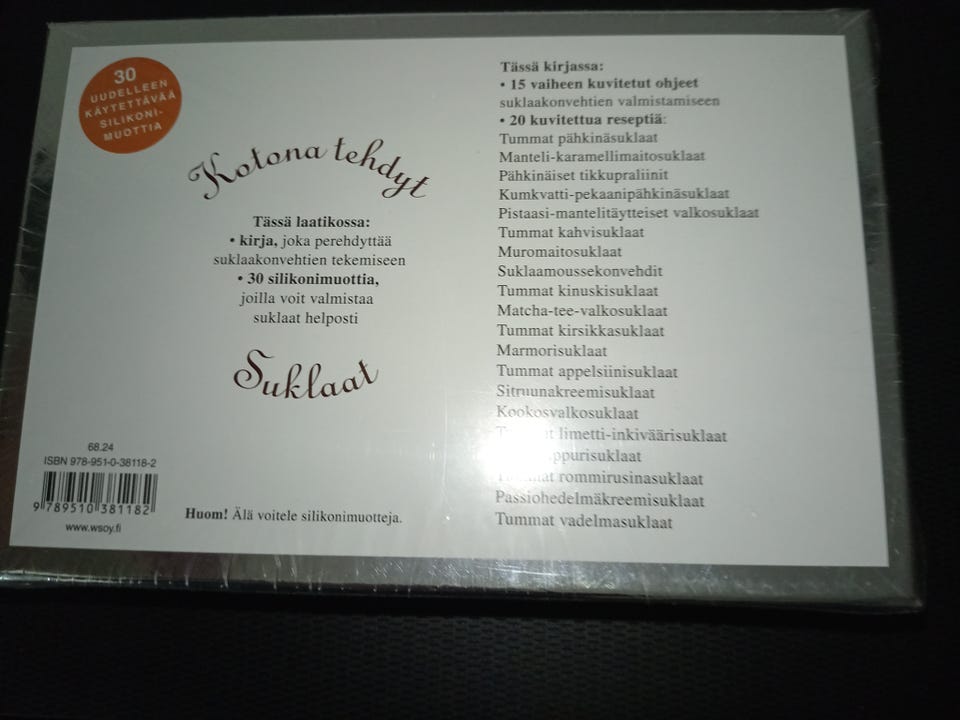 30
UUDELLEEN
KÄYTETTÄVÄÄ
SILIKONI-
MUOTTIA
Kotona tehdyt
Tässä laatikossa:
• kirja, joka perehdyttää
suklaakonvehtien tekemiseen
• 30 silikonimuottia,
joilla voit valmistaa
suklaat helposti
Suklaat
68.24
ISBN 978-951-0-38118-2
9 789510 381182
www.wsoy.fi
Huom! Älä voitele silikonimuotteja.
Tässä kirjassa:
• 15 vaiheen kuvitetut ohjeet
suklaakonvehtien valmistamiseen
• 20 kuvitettua reseptiä:
Tummat pähkinäsuklaat
Manteli-karamellimaitosuklaat
Pähkinäiset tikkupraliinit
Kumkvatti-pekaanipähkinäsuklaat
Pistaasi-mantelitäytteiset valkosuklaat
Tummat kahvisuklaat
Muromaitosuklaat
Suklaamoussekonvehdit
Tummat kinuskisuklaat
Matcha-tee-valkosuklaat
Tummat kirsikkasuklaat
Marmorisuklaat
Tummat appelsiinisuklaat
Sitruunakreemisuklaat
Kookosvalkosuklaat
Tummat limetti-inkiväärisuklaat
Tummat rommirusinasuklaat
Passiohedelmäkreemisuklaat
Tummat vadelmasuklaat